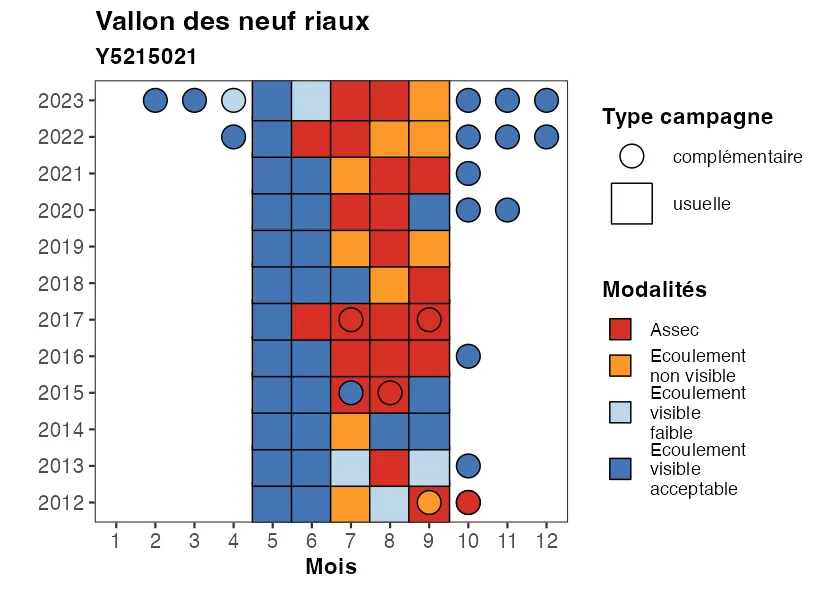 Vallon des neuf riaux
Y5215021
2023
2022
2021
2020
2019
2018
2017
2016
2015
2014
2013
2012
1 2 3 4 5 6 7 8 9 10 11 12
Mois
Type campagne
complémentaire
usuelle
Modalités
Assec
Ecoulement
non visible
Ecoulement
visible
faible
Ecoulement
visible
acceptable